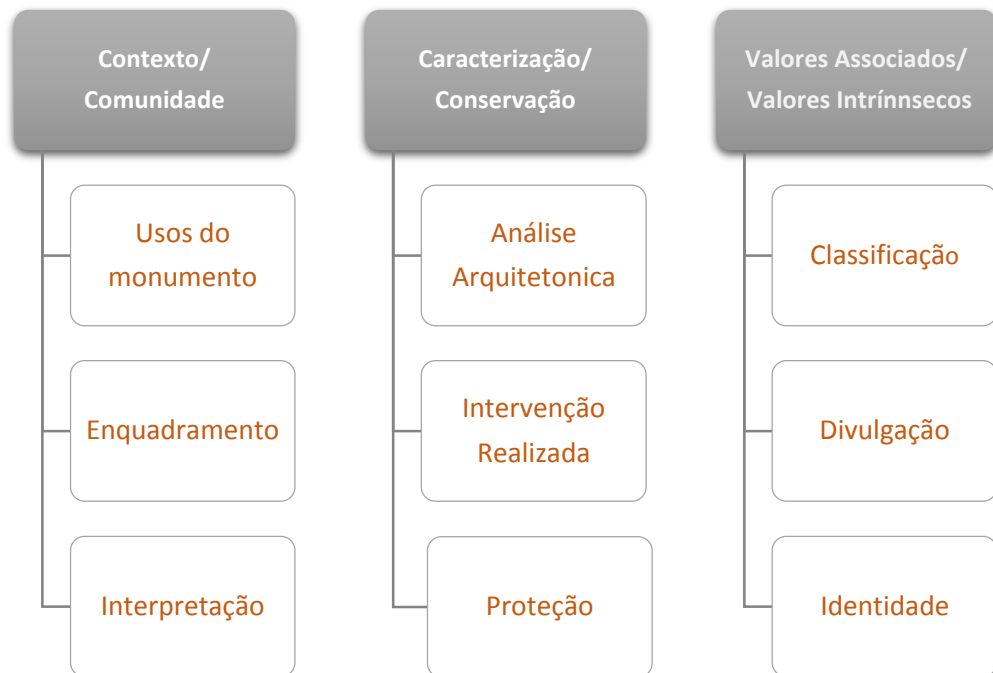 Contexto/
Comunidade
Usos do
monumento
Enquadramento
Interpretação
Caracterização/
Conservação
Análise
Arquitetonica
Intervenção
Realizada
Proteção
Valores Associados/
Valores Intrínnsecos
Classificação
Divulgação
Identidade